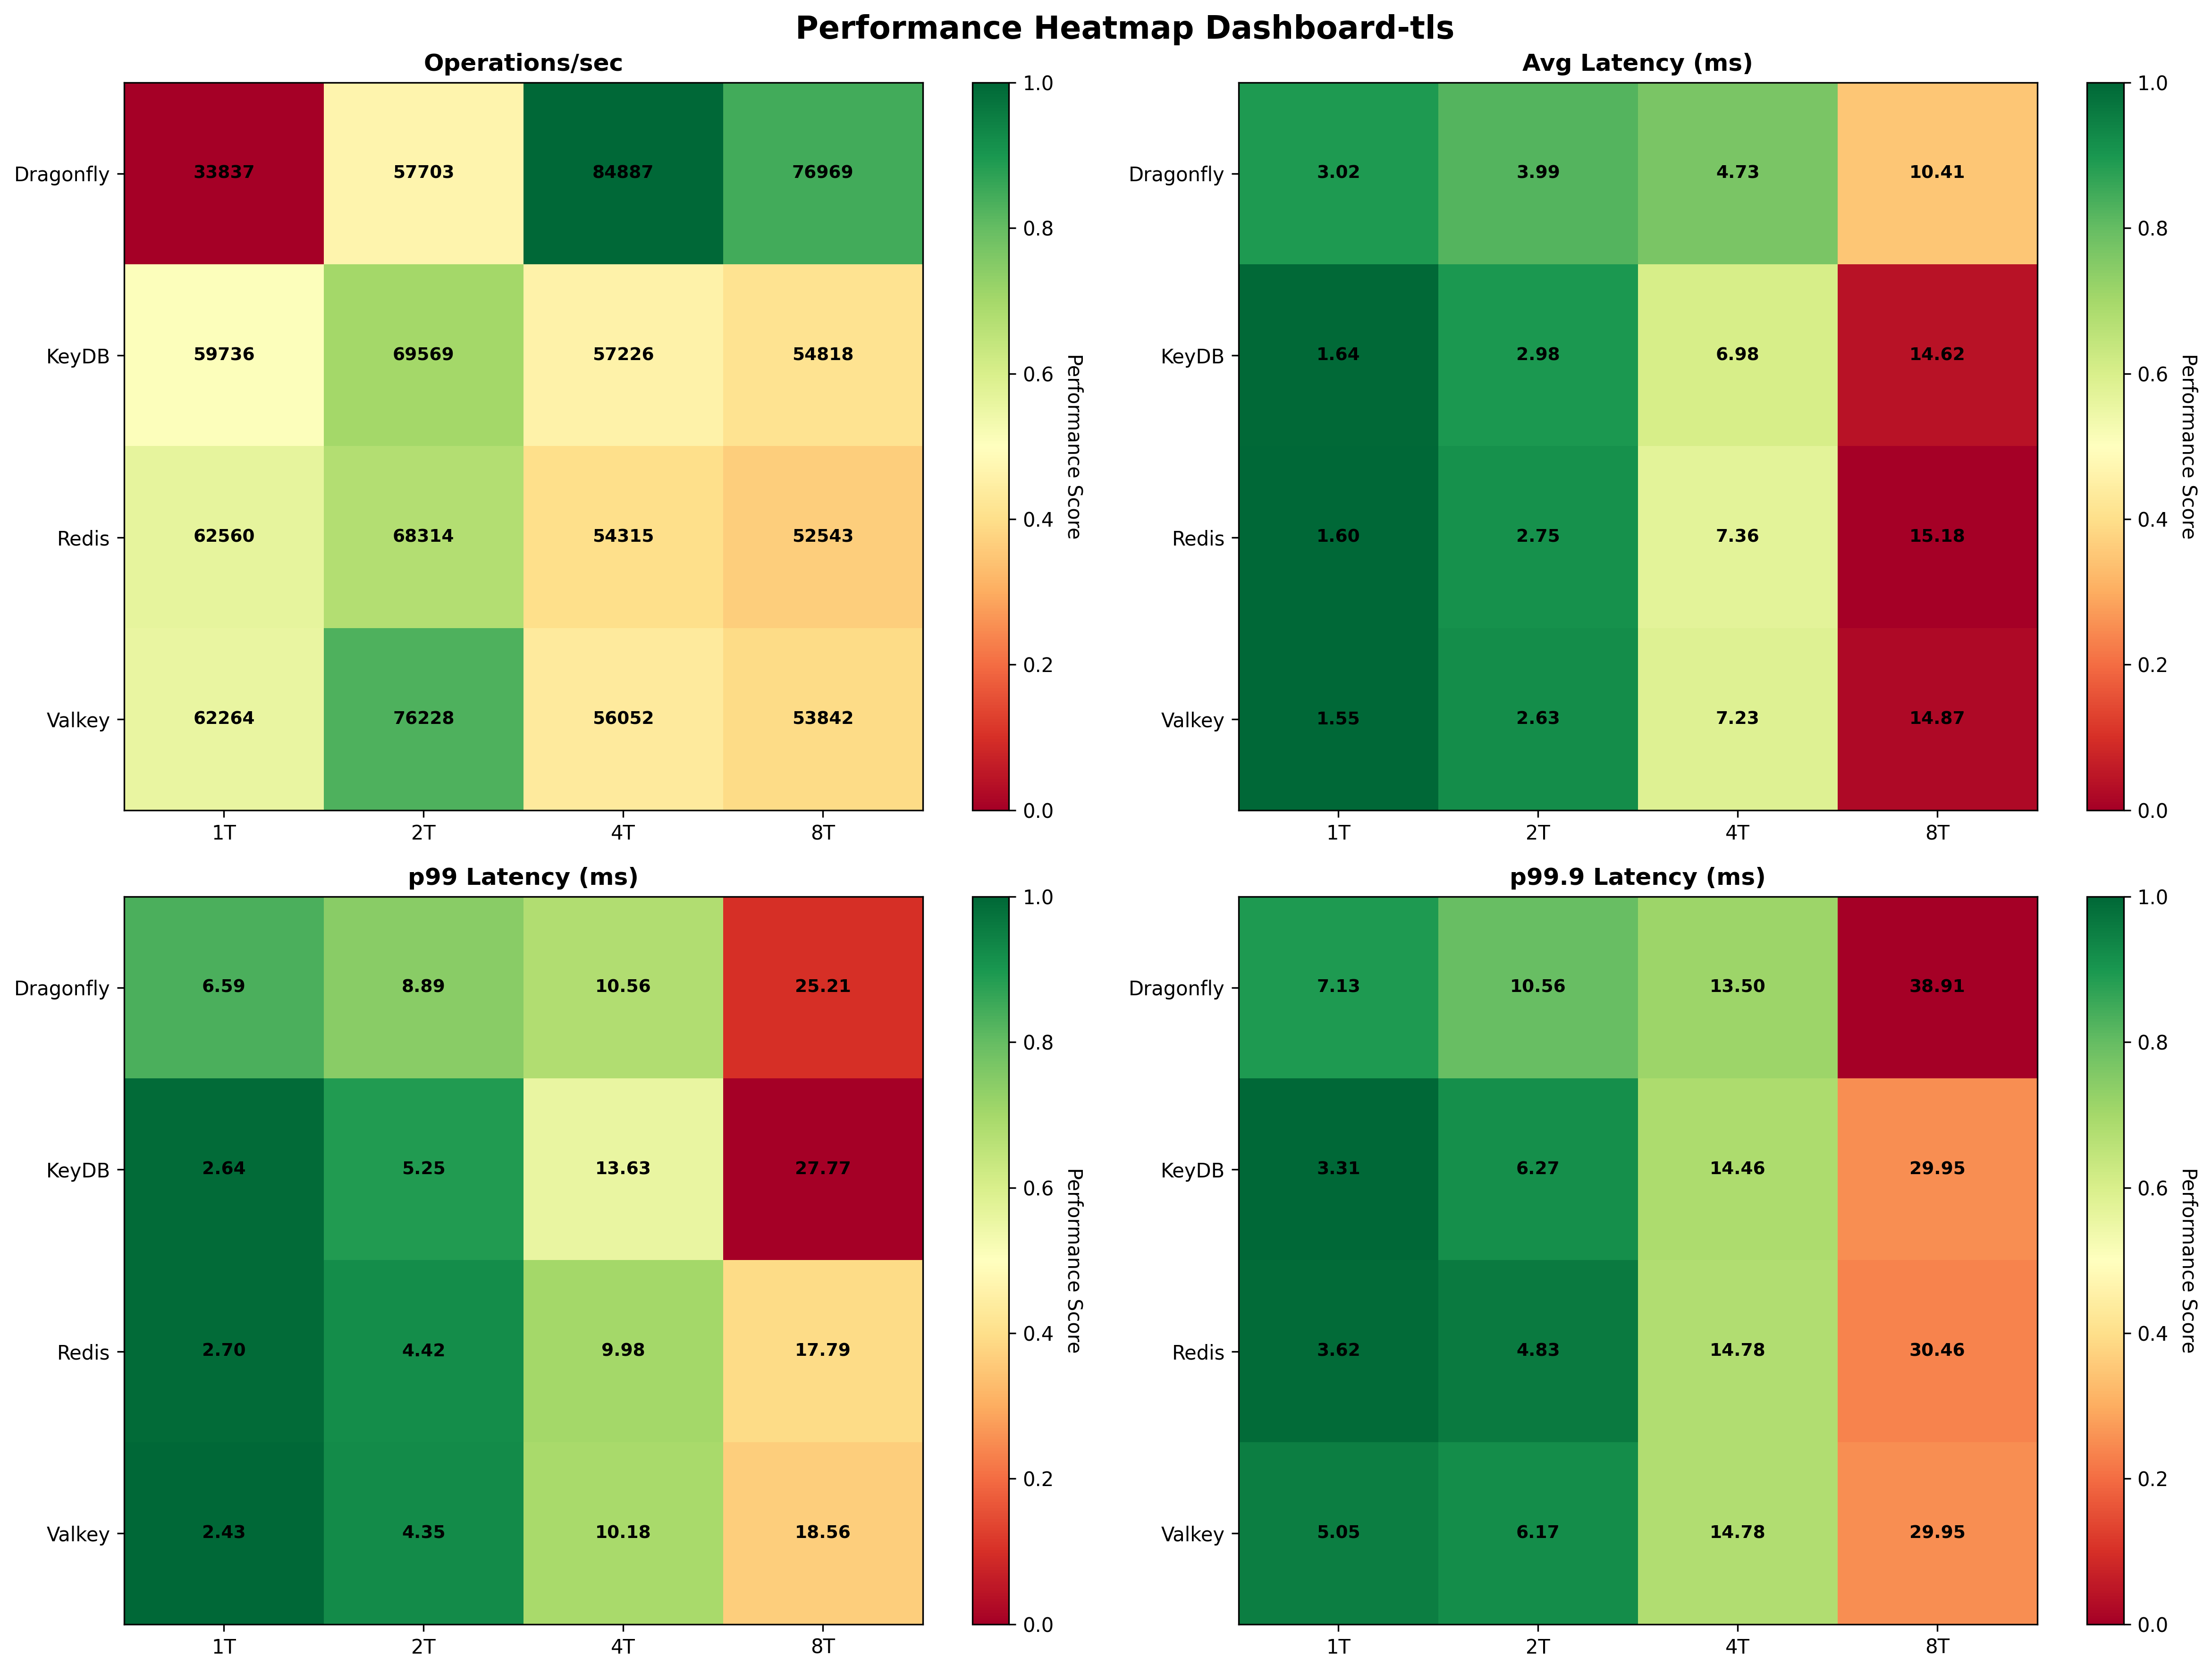 Performance Heatmap Dashboard-tls
Operations/sec
Dragonfly 33837 57703 84887 76969
KeyDB 59736 69569 57226 54818
Redis 62560 68314 54315 52543
Valkey 62264 76228 56052 53842
1T 2T 4T 8T
1.0
0.8
0.6
0.4
0.2
0.0
Performance Score
Avg Latency (ms)
Dragonfly 3.02 3.99 4.73 10.41
KeyDB 1.64 2.98 6.98 14.62
Redis 1.60 2.75 7.36 15.18
Valkey 1.55 2.63 7.23 14.87
1T 2T 4T 8T
1.0
0.8
0.6
0.4
0.2
0.0
Performance Score
p99 Latency (ms)
Dragonfly 6.59 8.89 10.56 25.21
KeyDB 2.64 5.25 13.63 27.77
Redis 2.70 4.42 9.98 17.79
Valkey 2.43 4.35 10.18 18.56
1T 2T 4T 8T
1.0
0.8
0.6
0.4
0.2
0.0
Performance Score
p99.9 Latency (ms)
Dragonfly 7.13 10.56 13.50 38.91
KeyDB 3.31 6.27 14.46 29.95
Redis 3.62 4.83 14.78 30.46
Valkey 5.05 6.17 14.78 29.95
1T 2T 4T 8T
1.0
0.8
0.6
0.4
0.2
0.0
Performance Score